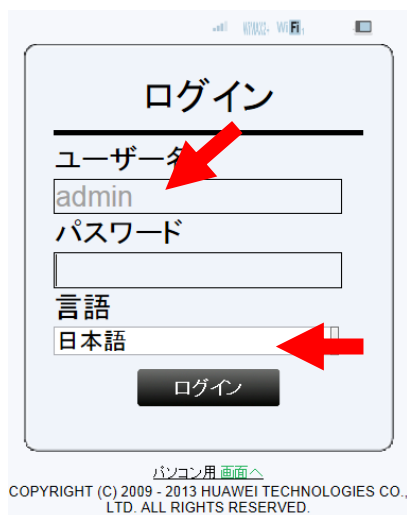 WiMAX2+ WiFi
ログイン
ユーザー名
admin
パスワード
言語
日本語
ログイン
パソコン用 画面へ
COPYRIGHT (C) 2009 - 2013 HUAWEI TECHNOLOGIES CO.,
LTD. ALL RIGHTS RESERVED.